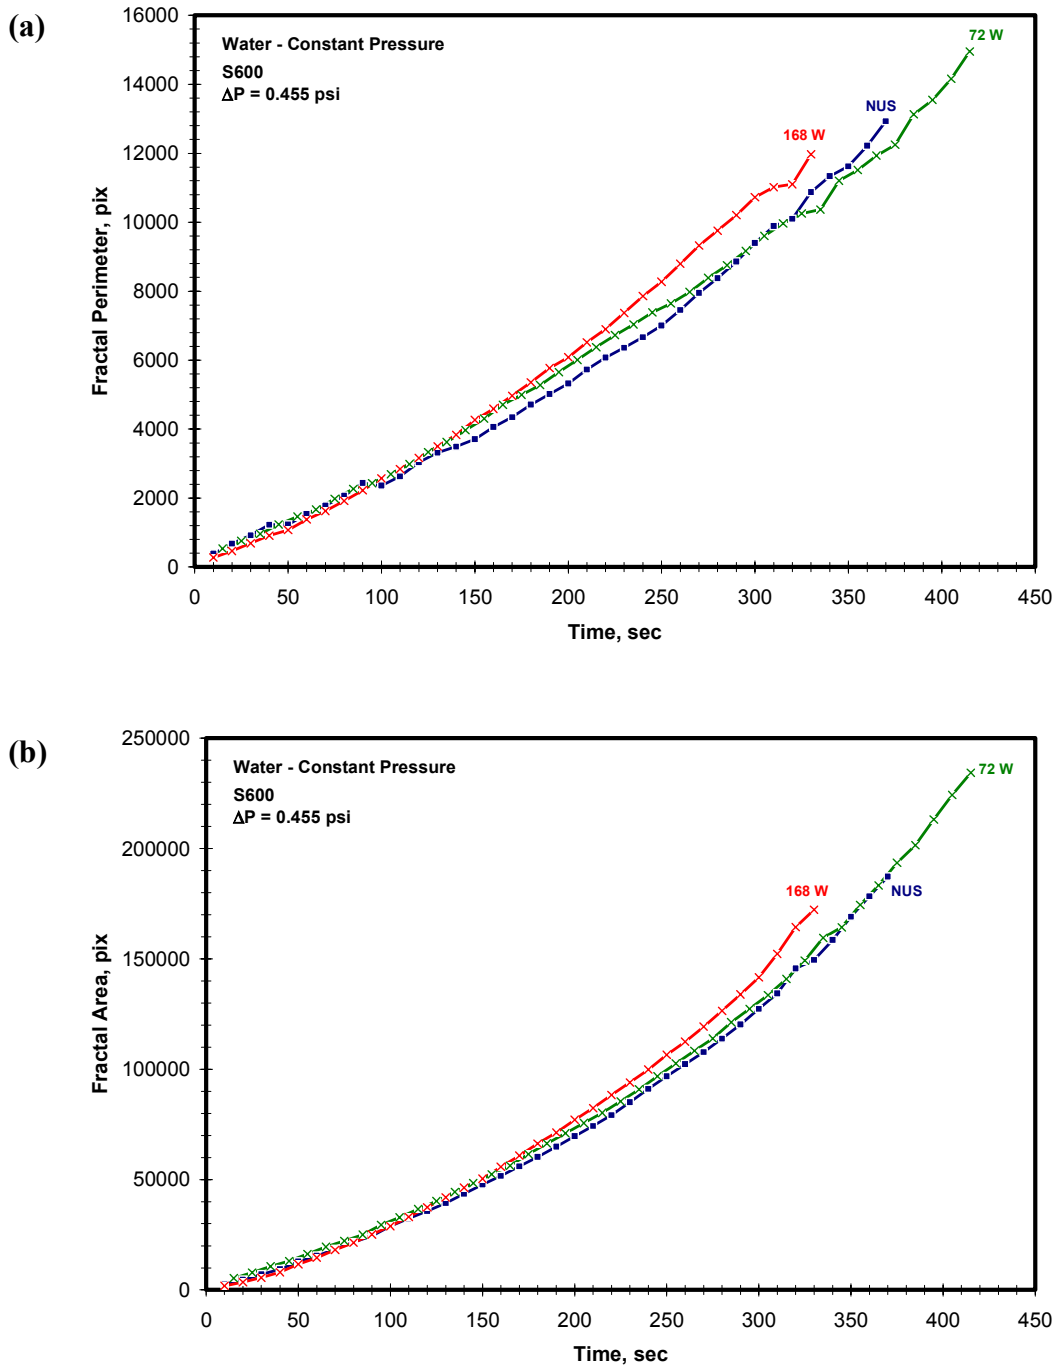 (a)
16000
14000
12000
10000
8000
6000
4000
2000
0
Fractal Perimeter, pix
Water - Constant Pressure
S600
ΔP = 0.455 psi
168 W
NUS
72 W
0 50 100 150 200 250 300 350 400 450
Time, sec
(b)
250000
200000
150000
100000
50000
0
Fractal Area, pix
Water - Constant Pressure
S600
ΔP = 0.455 psi
72 W
168 W
NUS
0 50 100 150 200 250 300 350 400 450
Time, sec